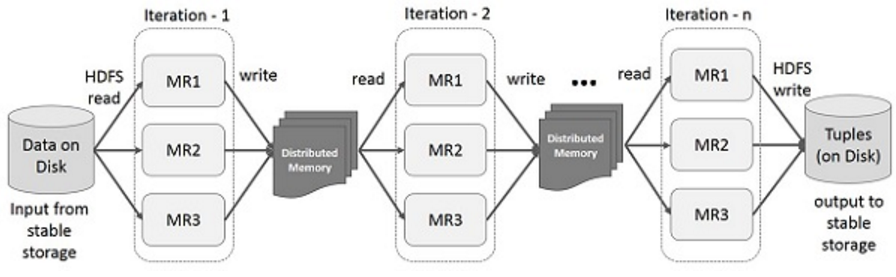 Iteration - 1
Iteration - 2
Iteration - n
HDFS
read
MR1
MR2
MR3
write
Data on
Disk
Input from
stable
storage
Distributed
Memory
read
MR1
MR2
MR3
write
...
Distributed
Memory
read
MR1
MR2
MR3
HDFS
write
Tuples
(on Disk)
output to
stable
storage